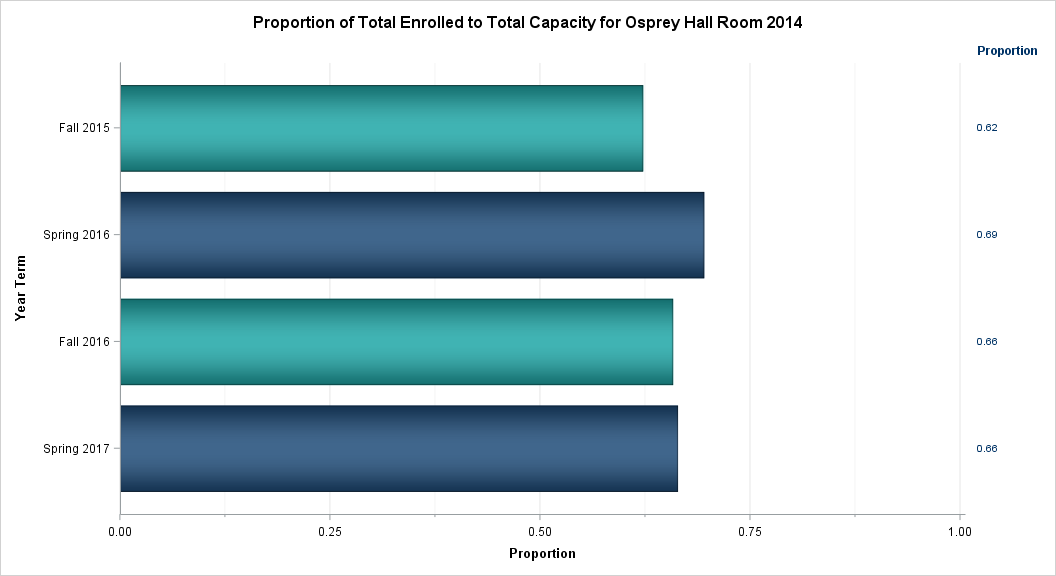 Proportion of Total Enrolled to Total Capacity for Osprey Hall Room 2014
Proportion
Fall 2015
0.62
Spring 2016
0.69
Year Term
Fall 2016
0.66
Spring 2017
0.66
0.00 0.25 0.50 0.75 1.00
Proportion